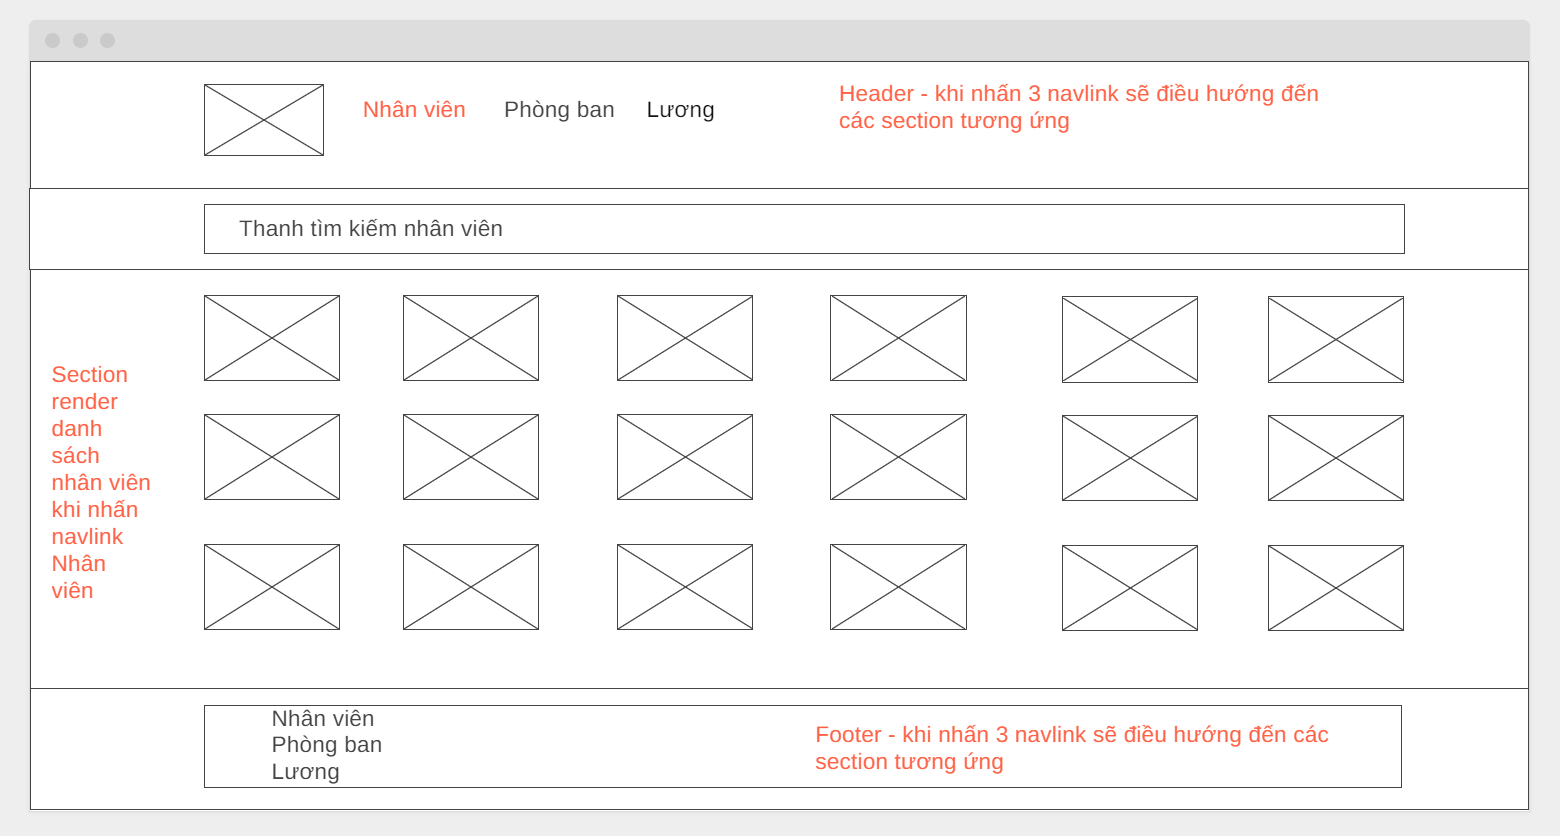 Nhân viên Phòng ban Lương
Header - khi nhấn 3 navlink sẽ điều hướng đến
các section tương ứng
Thanh tìm kiếm nhân viên
Section
render
danh
sách
nhân viên
khi nhấn
navlink
Nhân
viên
Nhân viên
Phòng ban
Lương
Footer - khi nhấn 3 navlink sẽ điều hướng đến các
section tương ứng